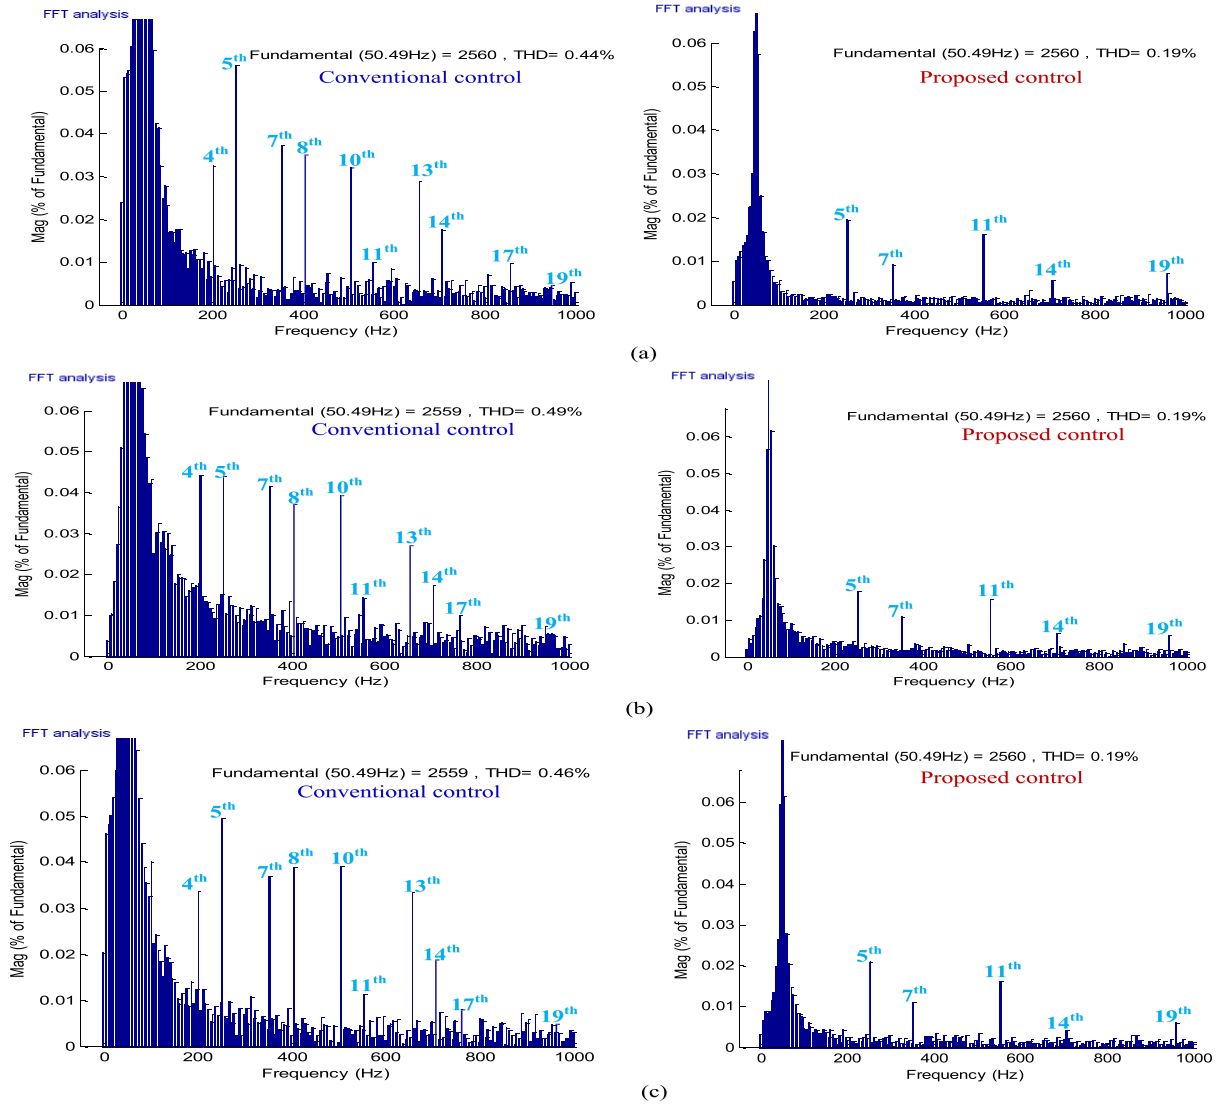 FFT analysis
Fundamental (50.49Hz) = 2560 , THD= 0.44%
Conventional control
Mag (% of Fundamental)
0.06
0.05
0.04
0.03
0.02
0.01
0
4th
5th
7th
8th
10th
11th
13th
14th
17th
19th
0
200
400
600
800
1000
Frequency (Hz)
FFT analysis
Fundamental (50.49Hz) = 2560 , THD= 0.19%
Proposed control
Mag (% of Fundamental)
0.06
0.05
0.04
0.03
0.02
0.01
0
5th
7th
11th
14th
19th
0
200
400
600
800
1000
Frequency (Hz)
(a)
FFT analysis
Fundamental (50.49Hz) = 2559 , THD= 0.49%
Conventional control
Mag (% of Fundamental)
0.06
0.05
0.04
0.03
0.02
0.01
0
4th
5th
7th
8th
10th
11th
13th
14th
17th
19th
0
200
400
600
800
1000
Frequency (Hz)
FFT analysis
Fundamental (50.49Hz) = 2560 , THD= 0.19%
Proposed control
Mag (% of Fundamental)
0.06
0.05
0.04
0.03
0.02
0.01
0
5th
7th
11th
14th
19th
0
200
400
600
800
1000
Frequency (Hz)
(b)
FFT analysis
Fundamental (50.49Hz) = 2559 , THD= 0.46%
Conventional control
Mag (% of Fundamental)
0.06
0.05
0.04
0.03
0.02
0.01
0
4th
5th
7th
8th
10th
11th
13th
14th
17th
19th
0
200
400
600
800
1000
Frequency (Hz)
FFT analysis
Fundamental (50.49Hz) = 2560 , THD= 0.19%
Proposed control
Mag (% of Fundamental)
0.06
0.05
0.04
0.03
0.02
0.01
0
5th
7th
11th
14th
19th
0
200
400
600
800
1000
Frequency (Hz)
(c)